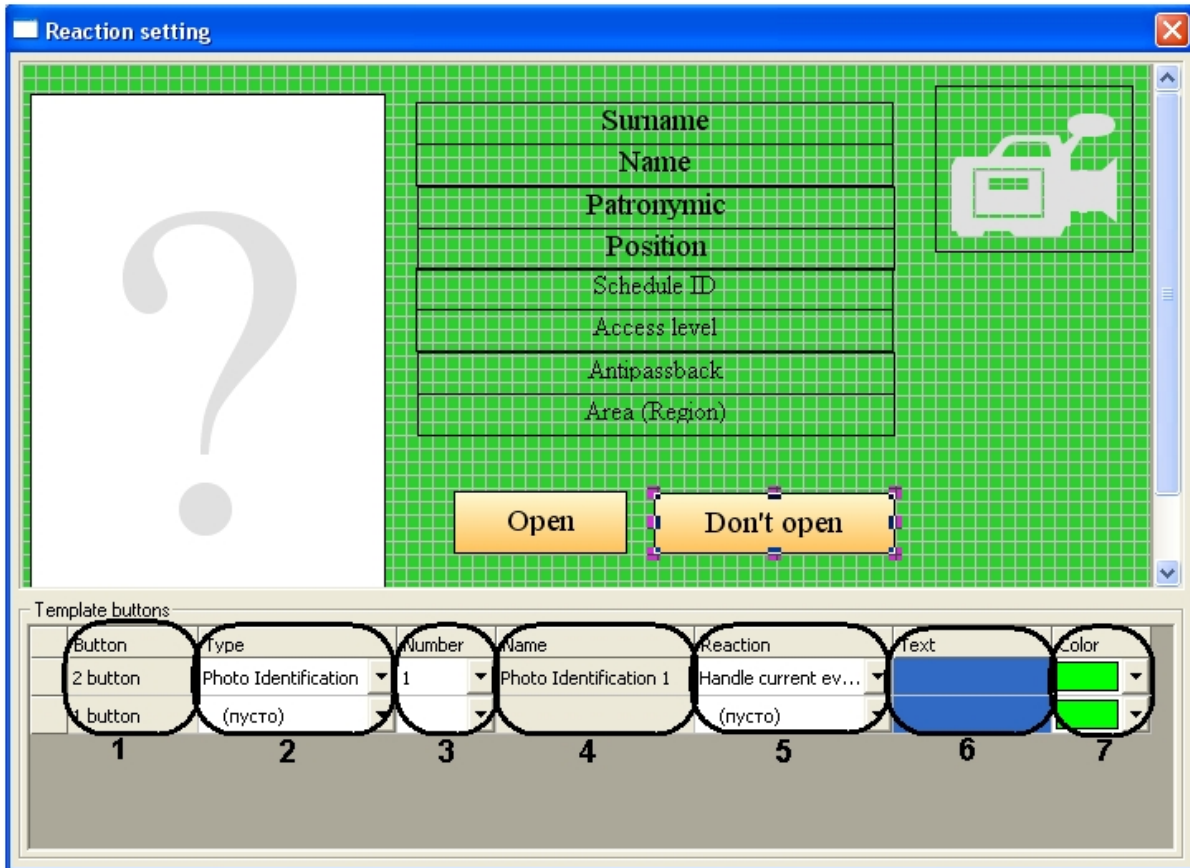 Reaction setting
Surname
Name
Patronymic
Position
Schedule ID
Access level
Antipassback
Area (Region)
?
Open Don't open
Template buttons
Button Type Number Name Reaction Text Color
2 button Photo Identification 1 Photo Identification 1 Handle current ev...
1 button (пусто) (пусто)
1 2 3 4 5 6 7